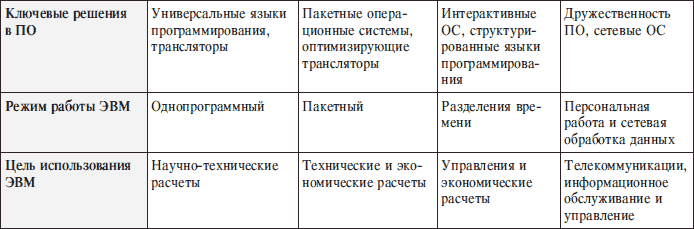 Ключевые решения
в ПО
Универсальные языки
программирования,
трансляторы
Пакетные опера-
ционные системы,
оптимизирующие
трансляторы
Интерактивные
ОС, структури-
рованные языки
программирова-
ния
Дружественность
ПО, сетевые ОС
Режим работы ЭВМ
Однопрограммный
Пакетный
Разделения вре-
мени
Персональная
работа и сетевая
обработка данных
Цель использования
ЭВМ
Научно-технические
расчеты
Технические и эко-
номические расчеты
Управления и
экономические
расчеты
Телекоммуникации,
информационное
обслуживание и
управление